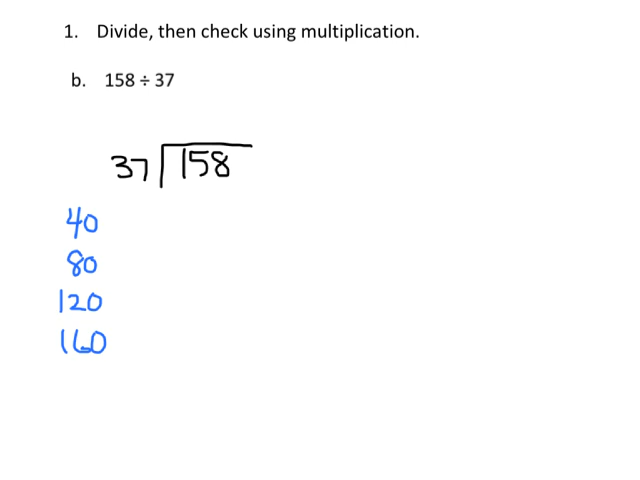 1. Divide, then check using multiplication.
b. 158 ÷ 37
37 158
40
80
120
160